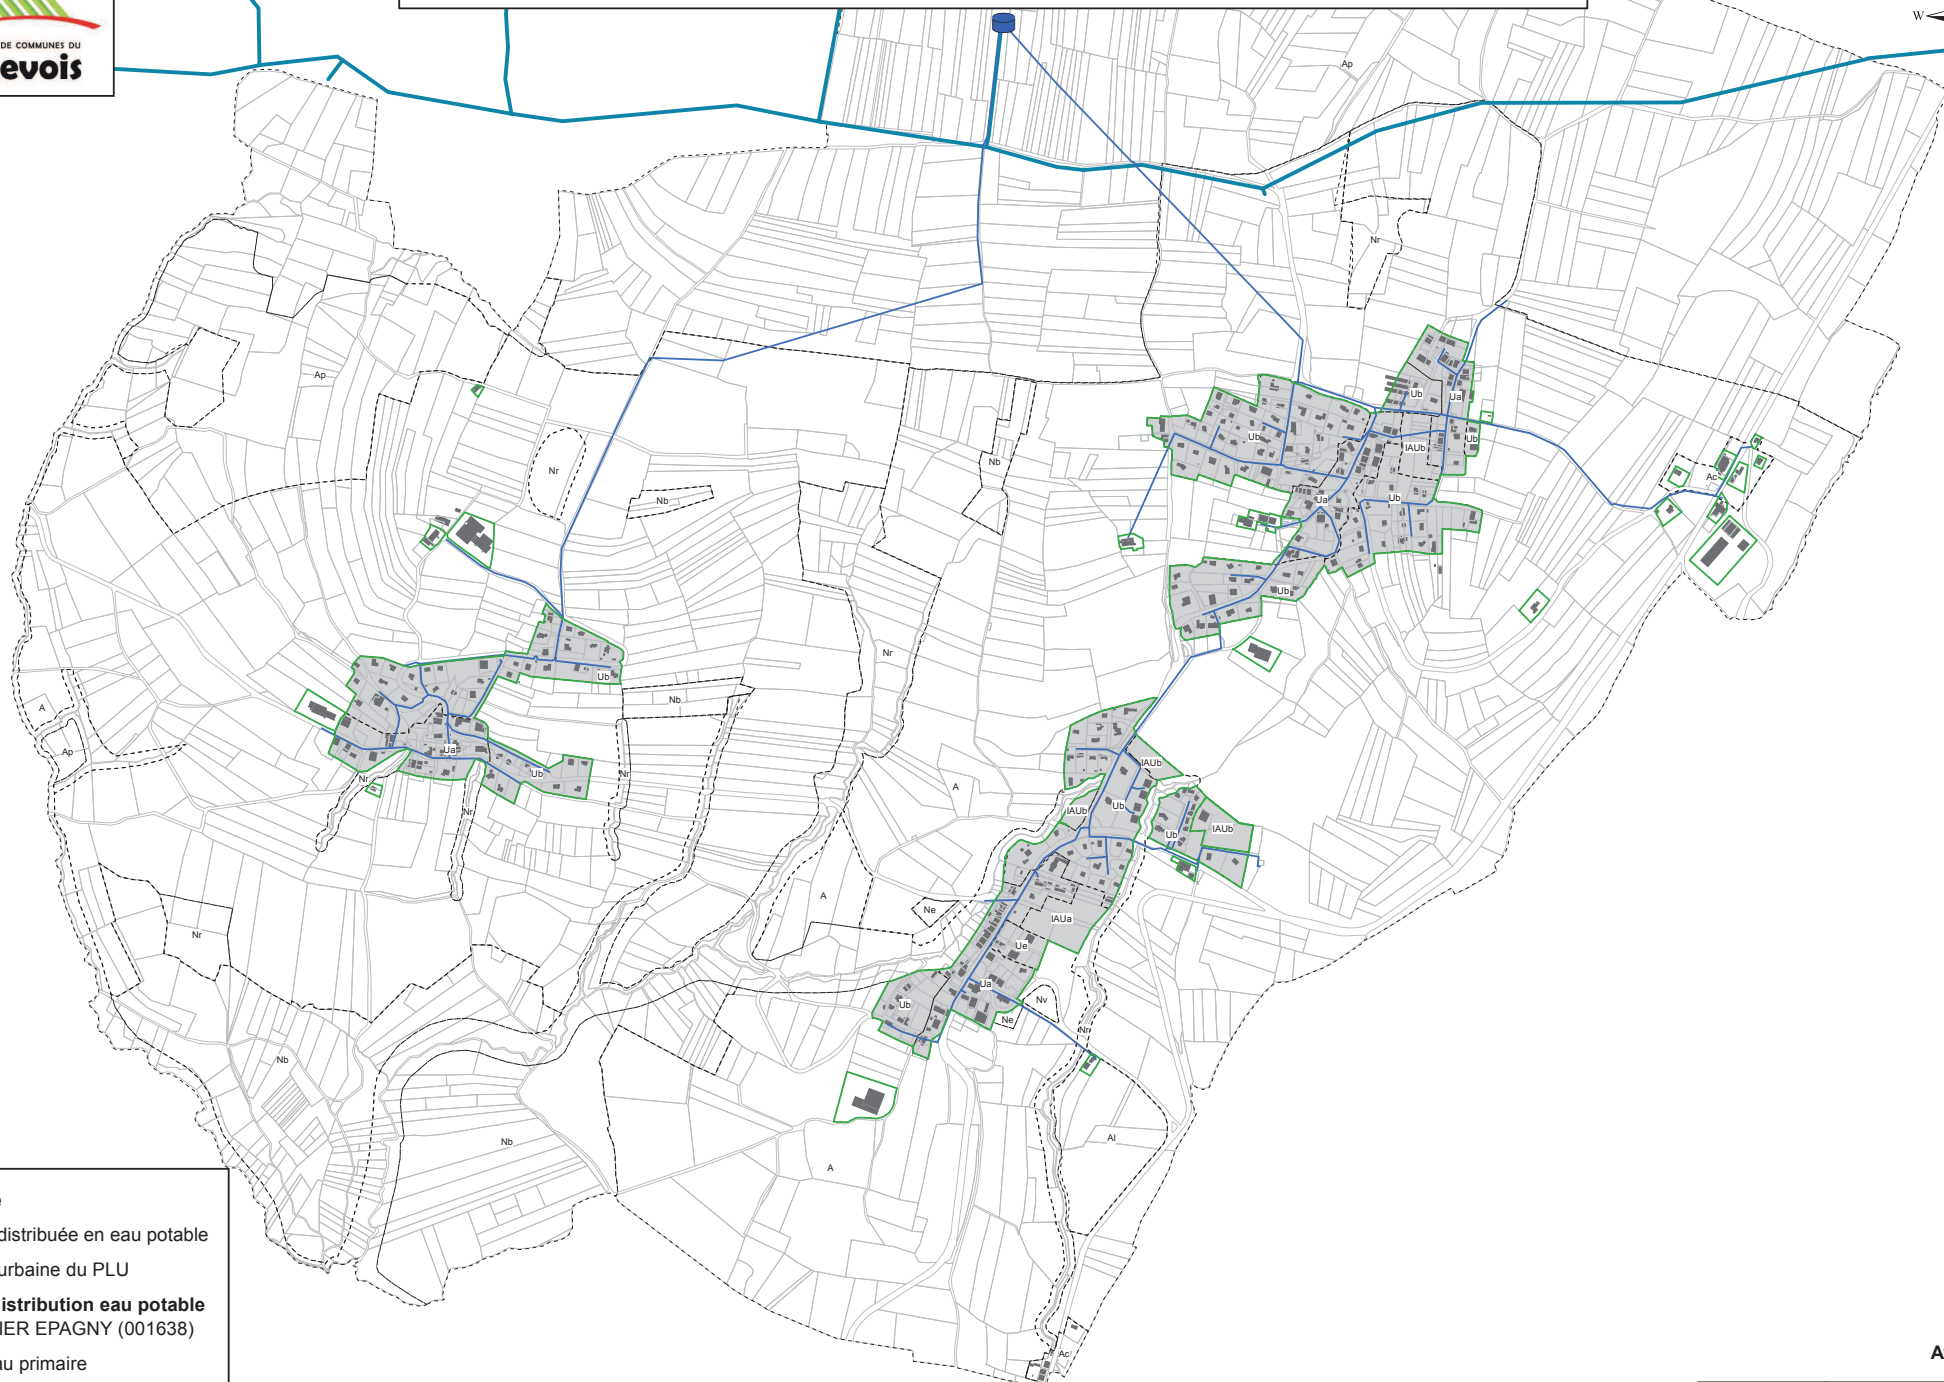 DE COMMUNES DU
evois
W
Ap
Nr
Ap
Ub
Ua
Ub
IAUb
Ub
Nb
Nr
Nb
Ac
Ua
Ub
Ub
Nr
Ub
Nb
A
Ap
Ua
Ub
Nr
Nr
Nr
IAUb
A
Ub
IAUb
Ub
IAUb
A
Ne
IAUa
Nr
Ue
Ua
Ub
Nv
Ne
Nr
Nb
Nb
Al
A
distribuée en eau potable
urbaine du PLU
istribution eau potable
IER EPAGNY (001638)
au primaire
Ac
A